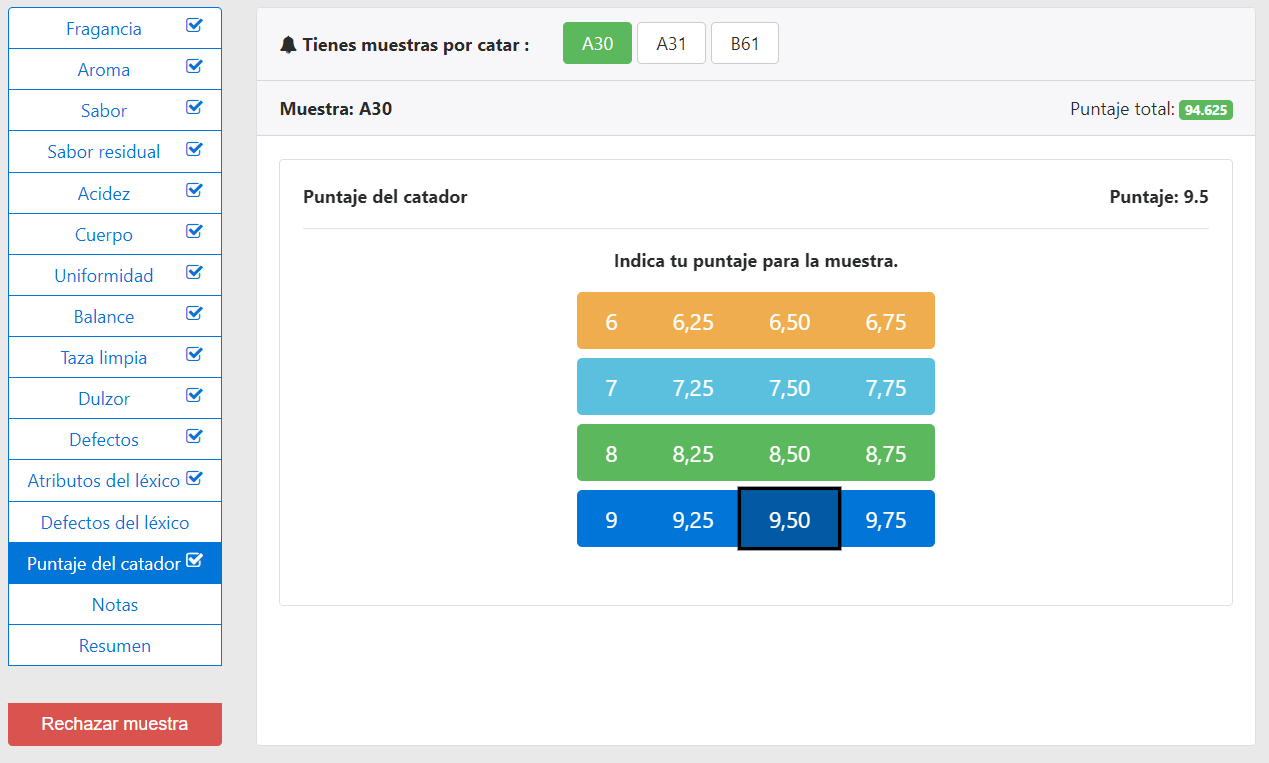 Fragancia
Aroma
Sabor
Sabor residual
Acidez
Cuerpo
Uniformidad
Balance
Taza limpia
Dulzor
Defectos
Atributos del léxico
Defectos del léxico
Puntaje del catador
Notas
Resumen
Rechazar muestra
Tienes muestras por catar : A30 A31 B61
Muestra: A30 Puntaje total: 94.625
Puntaje del catador Puntaje: 9.5
Indica tu puntaje para la muestra.
6 6,25 6,50 6,75
7 7,25 7,50 7,75
8 8,25 8,50 8,75
9 9,25 9,50 9,75